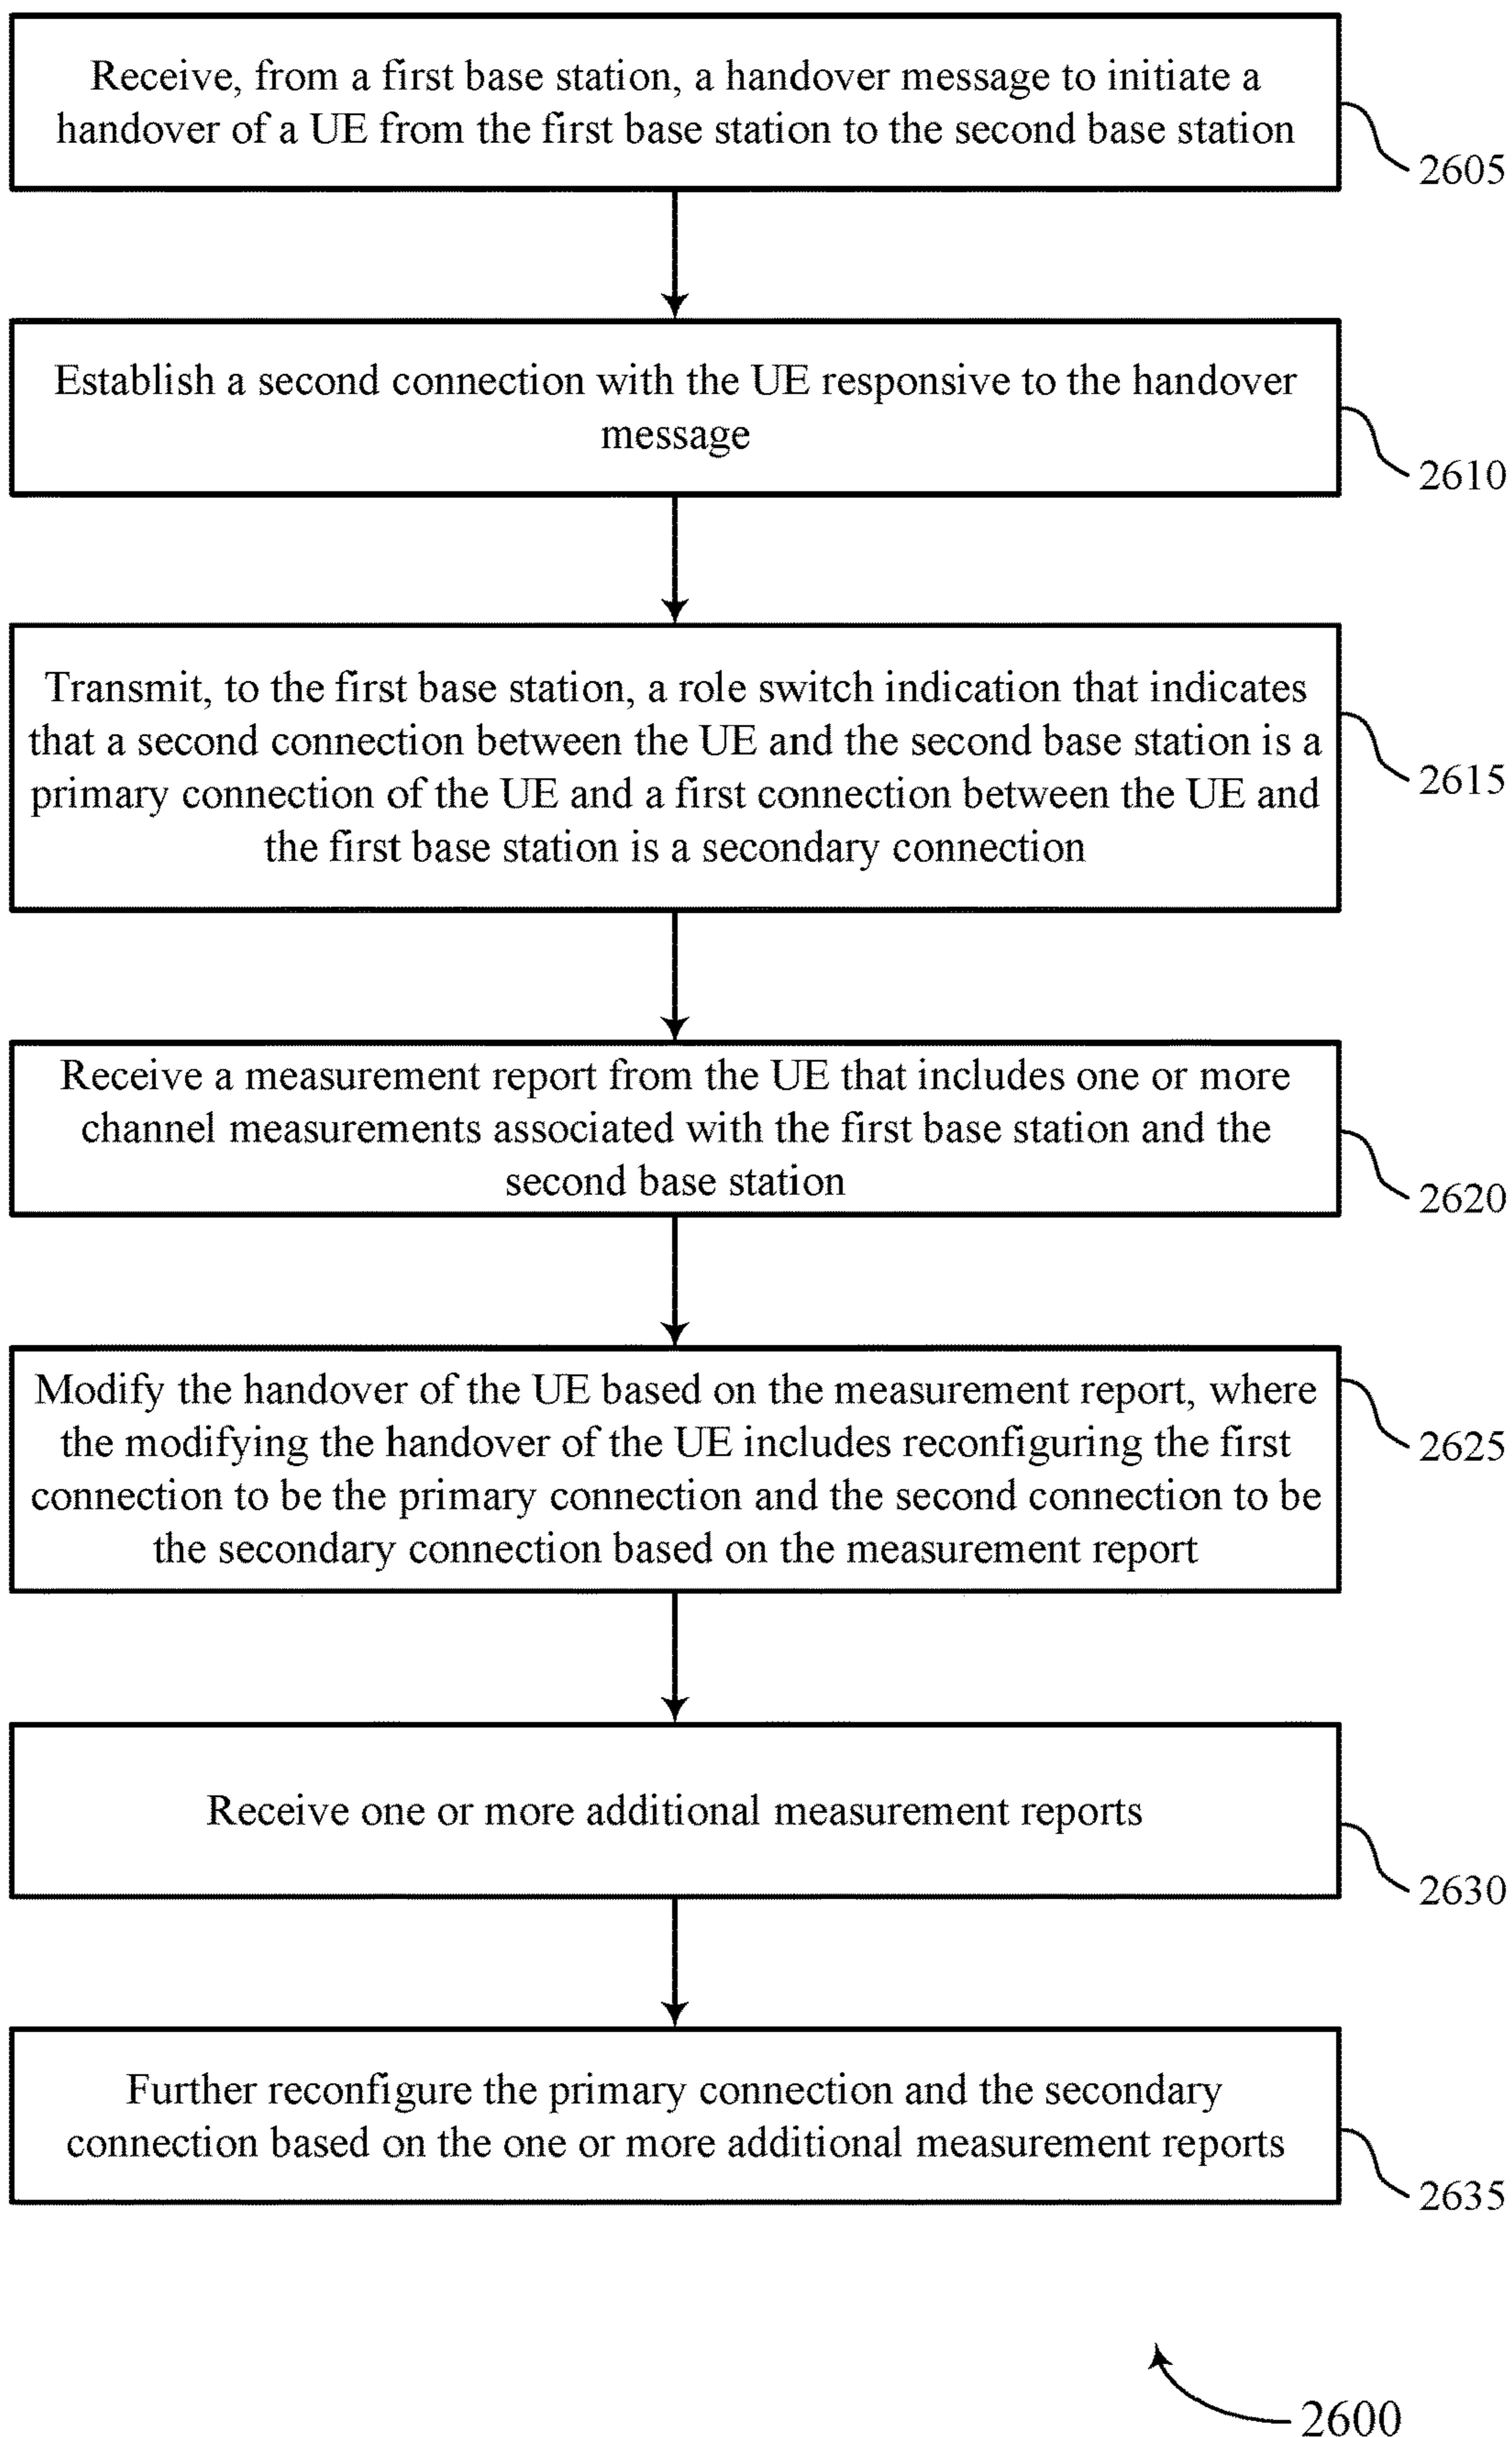 Receive, from a first base station, a handover message to initiate a
handover of a UE from the first base station to the second base station
2605
Establish a second connection with the UE responsive to the handover
message
2610
Transmit, to the first base station, a role switch indication that indicates
that a second connection between the UE and the second base station is a
primary connection of the UE and a first connection between the UE and
the first base station is a secondary connection
2615
Receive a measurement report from the UE that includes one or more
channel measurements associated with the first base station and the
second base station
2620
Modify the handover of the UE based on the measurement report, where
the modifying the handover of the UE includes reconfiguring the first
connection to be the primary connection and the second connection to be
the secondary connection based on the measurement report
2625
Receive one or more additional measurement reports
2630
Further reconfigure the primary connection and the secondary
connection based on the one or more additional measurement reports
2635
2600